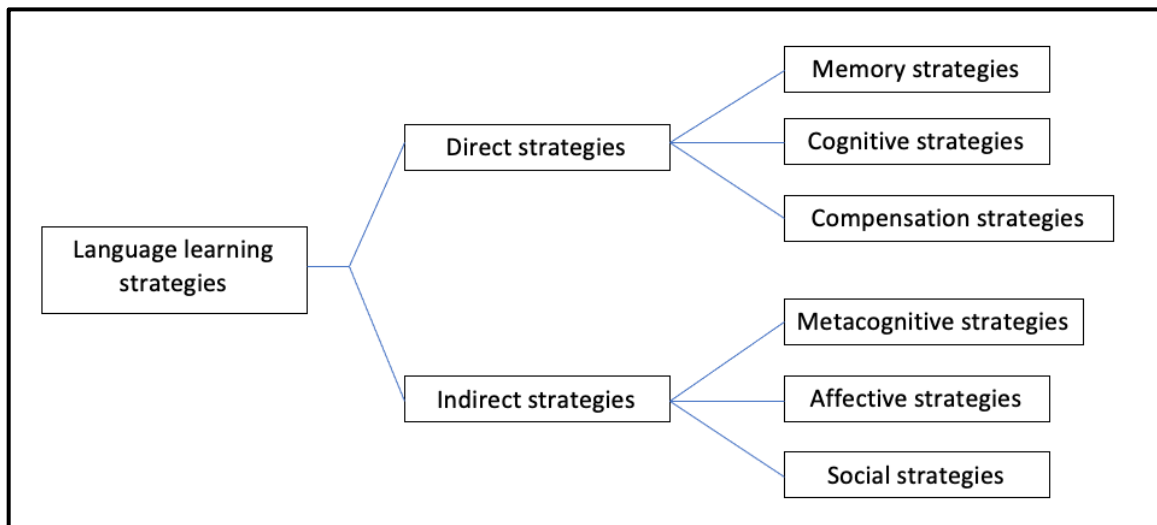 Language learning
strategies
Direct strategies
Memory strategies
Cognitive strategies
Compensation strategies
Indirect strategies
Metacognitive strategies
Affective strategies
Social strategies